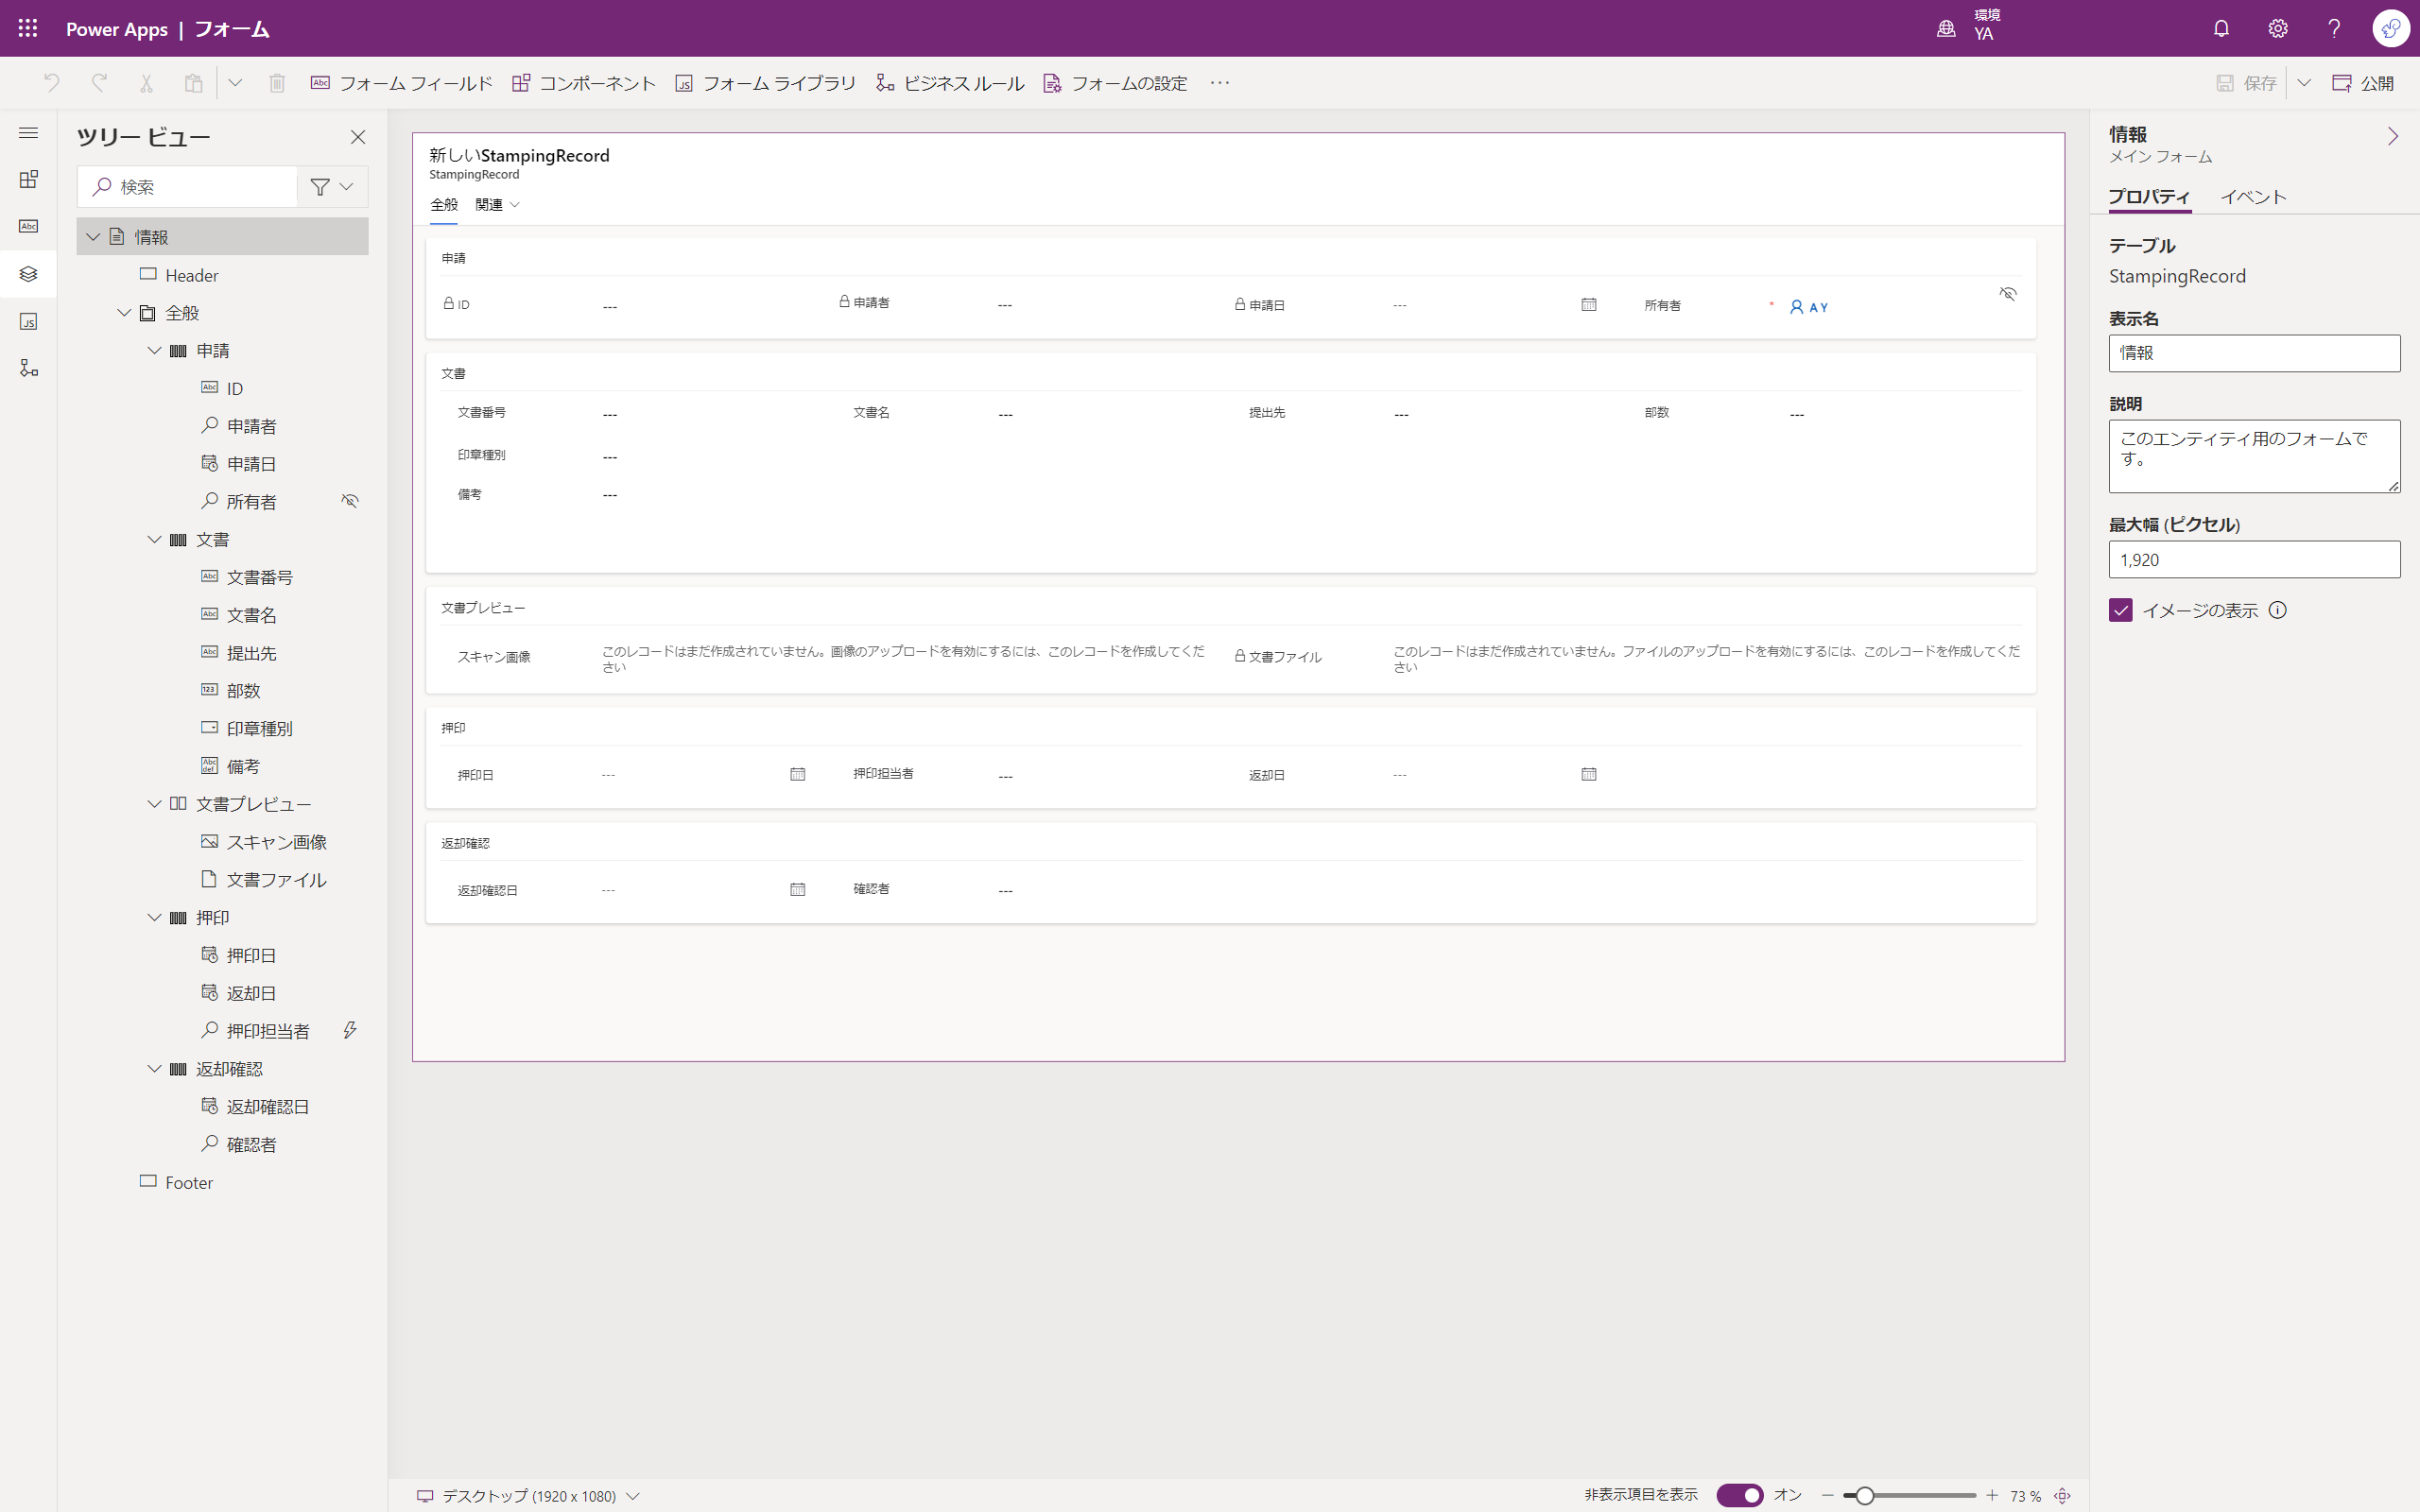 Power Apps | フォーム
環境
YA
フォーム フィールド
コンポーネント
フォーム ライブラリ
ビジネス ルール
フォームの設定
保存
公開
ツリー ビュー
検索
情報
Header
全般
申請
ID
申請者
申請日
所有者
文書
文書番号
文書名
提出先
部数
印章種別
備考
文書プレビュー
スキャン画像
文書ファイル
押印
押印日
返却日
押印担当者
返却確認
返却確認日
確認者
Footer
新しいStampingRecord
StampingRecord
全般 関連
申請
ID --- 申請者 --- 申請日 --- 所有者 * A Y
文書
文書番号 --- 文書名 --- 提出先 --- 部数 ---
印章種別 ---
備考 ---
文書プレビュー
スキャン画像
このレコードはまだ作成されていません。画像のアップロードを有効にするには、このレコードを作成してくだ
さい
文書ファイル
このレコードはまだ作成されていません。ファイルのアップロードを有効にするには、このレコードを作成してくだ
さい
押印
押印日 --- 押印担当者 --- 返却日 ---
返却確認
返却確認日 --- 確認者 ---
デスクトップ (1920 x 1080)
非表示項目を表示 オン
73 %
情報
メイン フォーム
プロパティ イベント
テーブル
StampingRecord
表示名
情報
説明
このエンティティ用のフォームで
す。
最大幅 (ピクセル)
1,920
イメージの表示